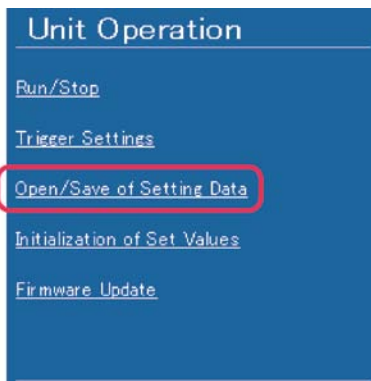 Unit Operation
Run/Stop
Trigger Settings
Open/Save of Setting Data
Initialization of Set Values
Firmware Update